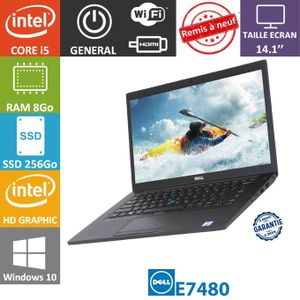 intel
CORE i5
GENERAL
WiFi
HDMI
Remis à neuf
TAILLE ECRAN
14.1’’
RAM 8Go
SSD
SSD 256Go
intel
HD GRAPHIC
Windows 10
DELL
GARANTIE
DELL
E7480